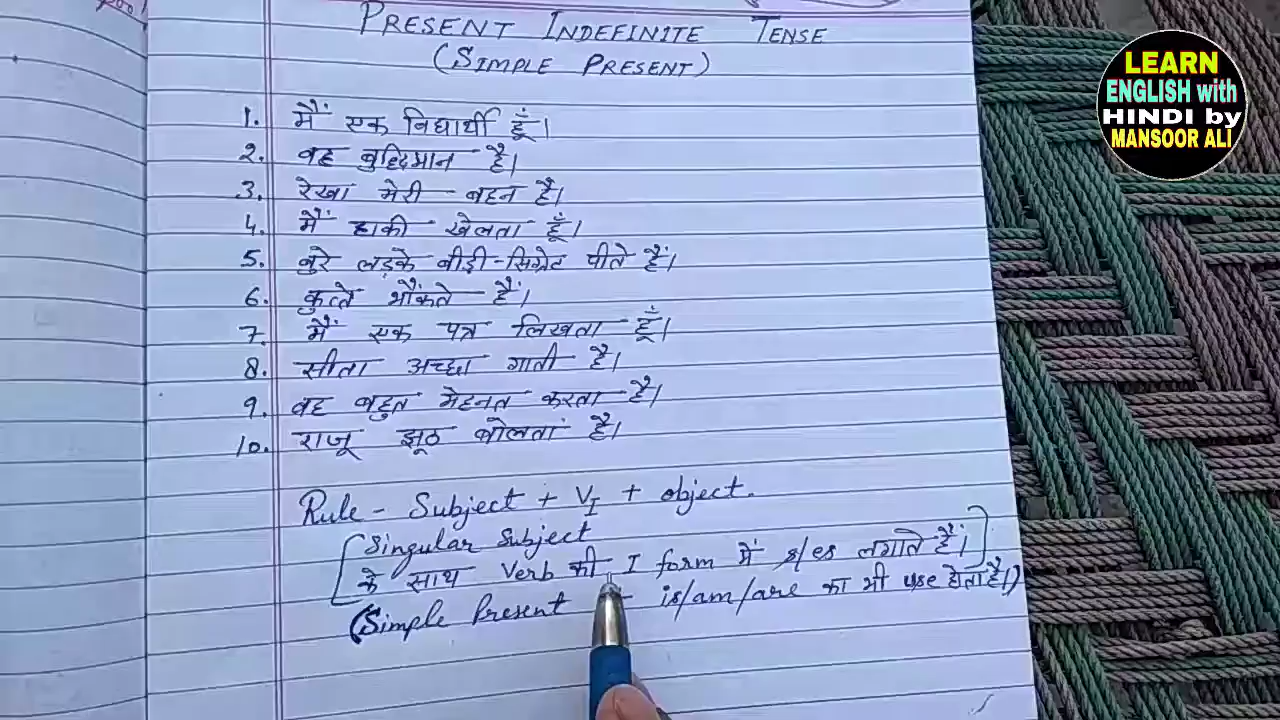 PRESENT INDEFINITE TENSE
(SIMPLE PRESENT)
1. मैं एक विद्यार्थी हूँ।
2. वह बुद्धिमान है।
3. रेखा मेरी बहन है।
4. मैं हाकी खेलता हूँ।
5. बुरे लड़के बीड़ी-सिग्रेट पीते हैं।
6. कुत्ते भौंकते हैं।
7. मैं एक पत्र लिखता हूँ।
8. सीता अच्छा गाती है।
9. वह बहुत मेहनत करता है।
10. राजू झूठ बोलता है।
Rule - Subject + V_I + object.
[Singular Subject
के साथ Verb की I form में s/es लगाते हैं।]
(Simple Present - is/am/are का भी use होता है।)
LEARN
ENGLISH with
HINDI by
MANSOOR ALI